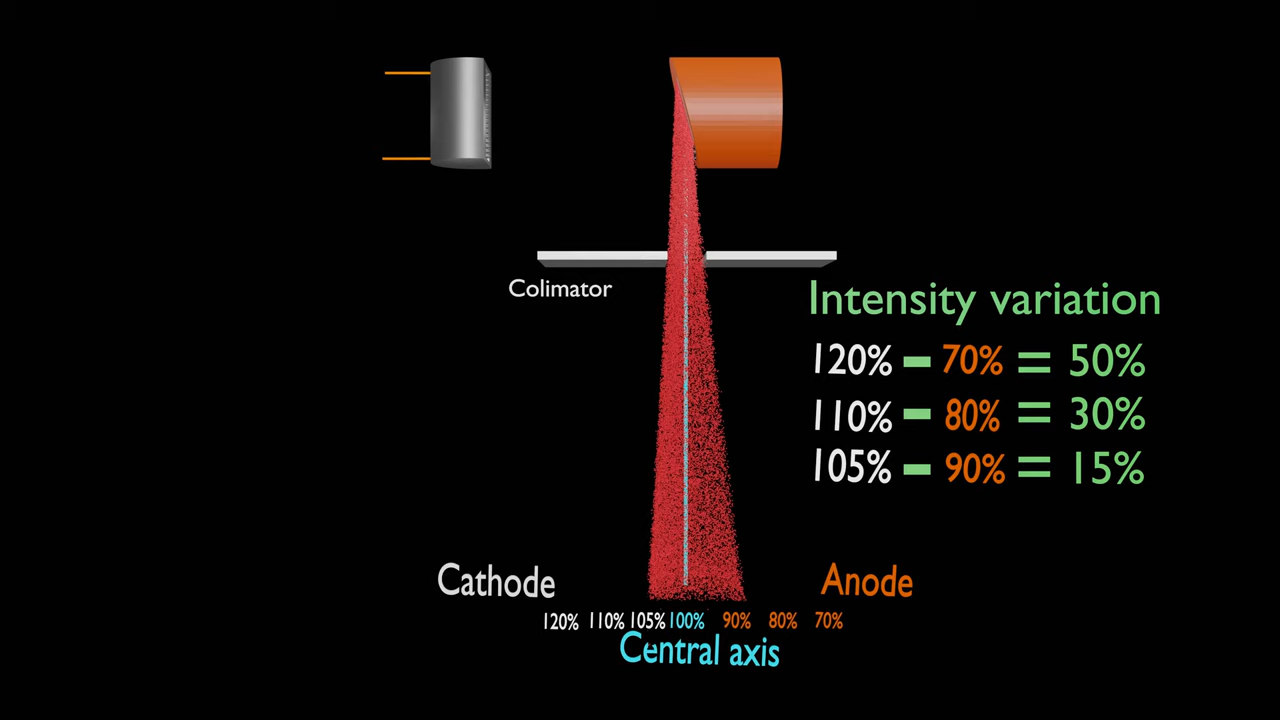 Colimator
Intensity variation
120% - 70% = 50%
110% - 80% = 30%
105% - 90% = 15%
Cathode
Anode
120% 110% 105% 100% 90% 80% 70%
Central axis